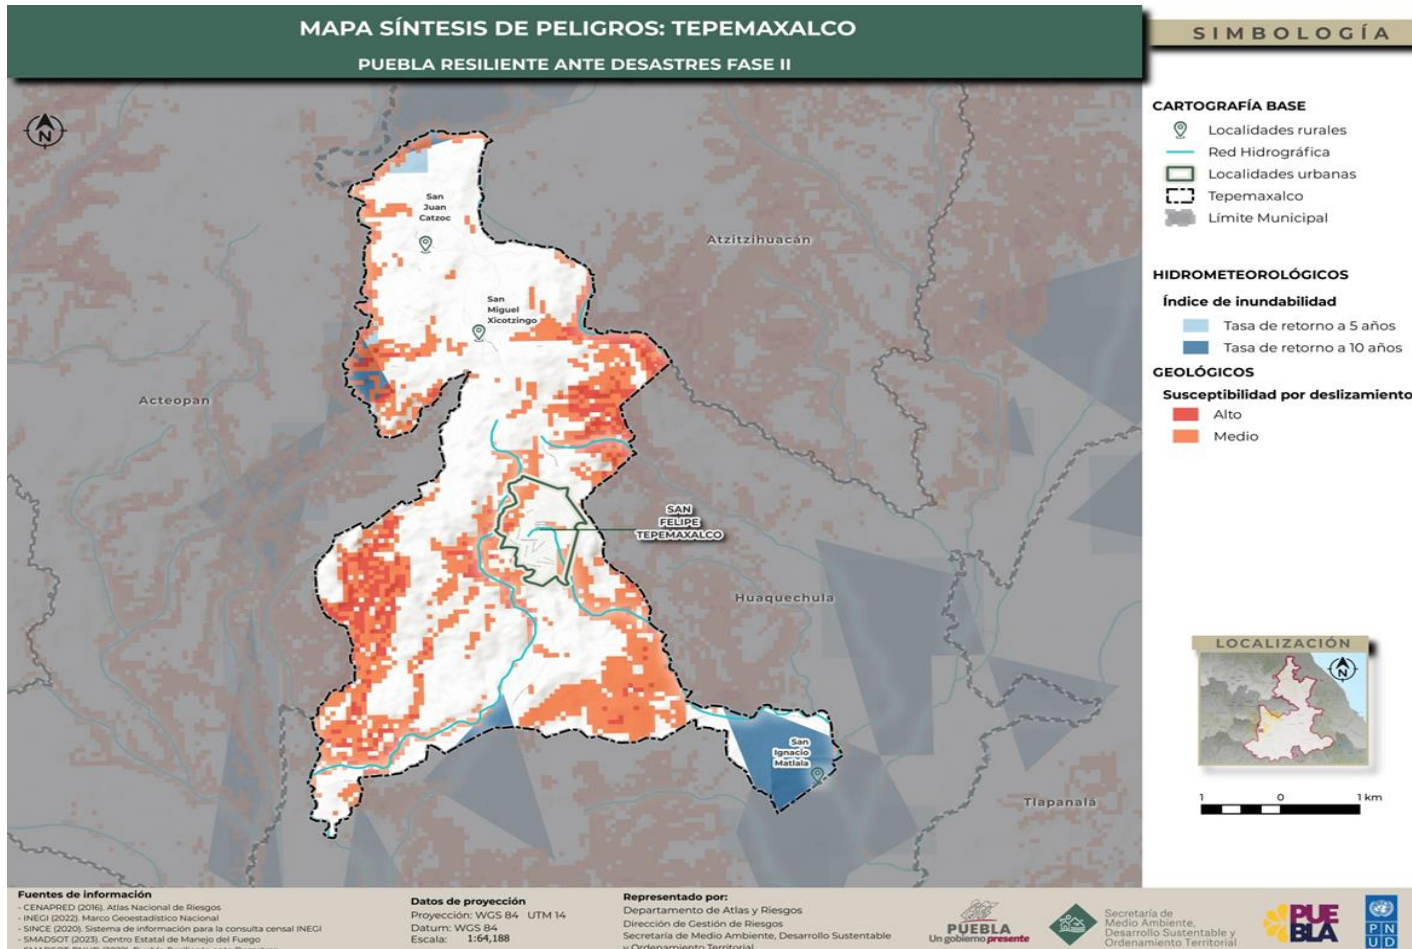 MAPA SÍNTESIS DE PELIGROS: TEPEMAXALCO
PUEBLA RESILIENTE ANTE DESASTRES FASE II
SIMBOLOGÍA
CARTOGRAFÍA BASE
Localidades rurales
Red Hidrográfica
Localidades urbanas
Tepemaxalco
Límite Municipal
HIDROMETEOROLÓGICOS
Índice de inundabilidad
Tasa de retorno a 5 años
Tasa de retorno a 10 años
GEOLÓGICOS
Susceptibilidad por deslizamiento
Alto
Medio
N
San
Juan
Catzoc
Atzitzihuacán
San
Miguel
Xicotzingo
Acteopan
SAN
FELIPE
TEPEMAXALCO
Huaquechula
San
Ignacio
Matlala
Tlapanalá
LOCALIZACIÓN
N
1 0 1 km
Fuentes de información
- CENAPRED (2016). Atlas Nacional de Riesgos
- INEGI (2022). Marco Geoestadístico Nacional
- SINCE (2020). Sistema de información para la consulta censal INEGI
- SMADSOT (2023). Centro Estatal de Manejo del Fuego
Datos de proyección
Proyección: WGS 84 UTM 14
Datum: WGS 84
Escala: 1:64,188
Representado por:
Departamento de Atlas y Riesgos
Dirección de Gestión de Riesgos
Secretaría de Medio Ambiente, Desarrollo Sustentable
y Ordenamiento Territorial
PUEBLA
Un gobierno presente
Secretaría de
Medio Ambiente,
Desarrollo Sustentable y
Ordenamiento Territorial
PUE
BLA
P N
U D